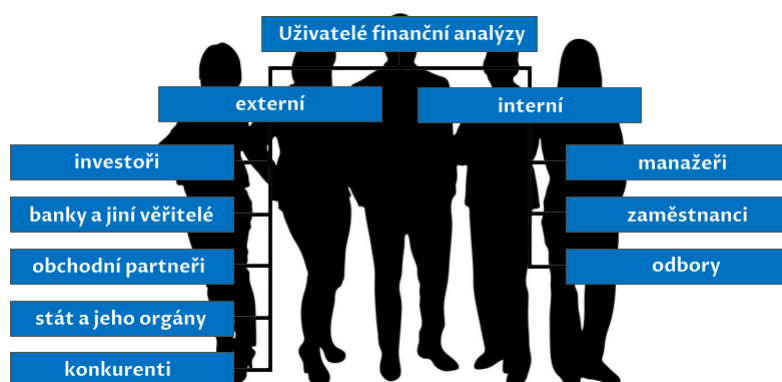 Uživatelé finanční analýzy
externí
interní
investoři
banky a jiní věřitelé
obchodní partneři
stát a jeho orgány
konkurenti
manažeři
zaměstnanci
odbory